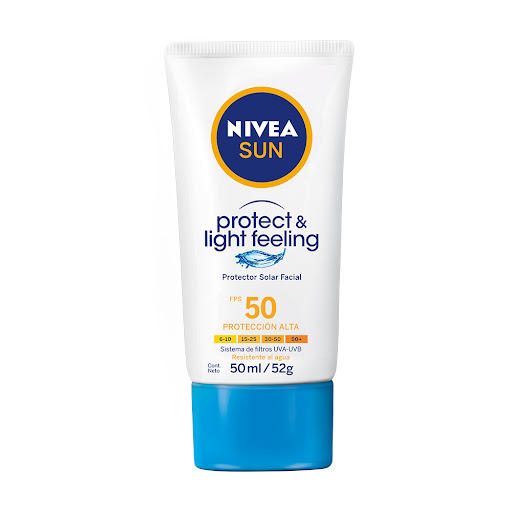 NIVEA
SUN
protect &
light feeling
Protector Solar Facial
FPS 50
PROTECCIÓN ALTA
6-10 15-25 30-50 50+
Sistema de filtros UVA-UVB
Resistente al agua
Cont. Neto 50 ml / 52g